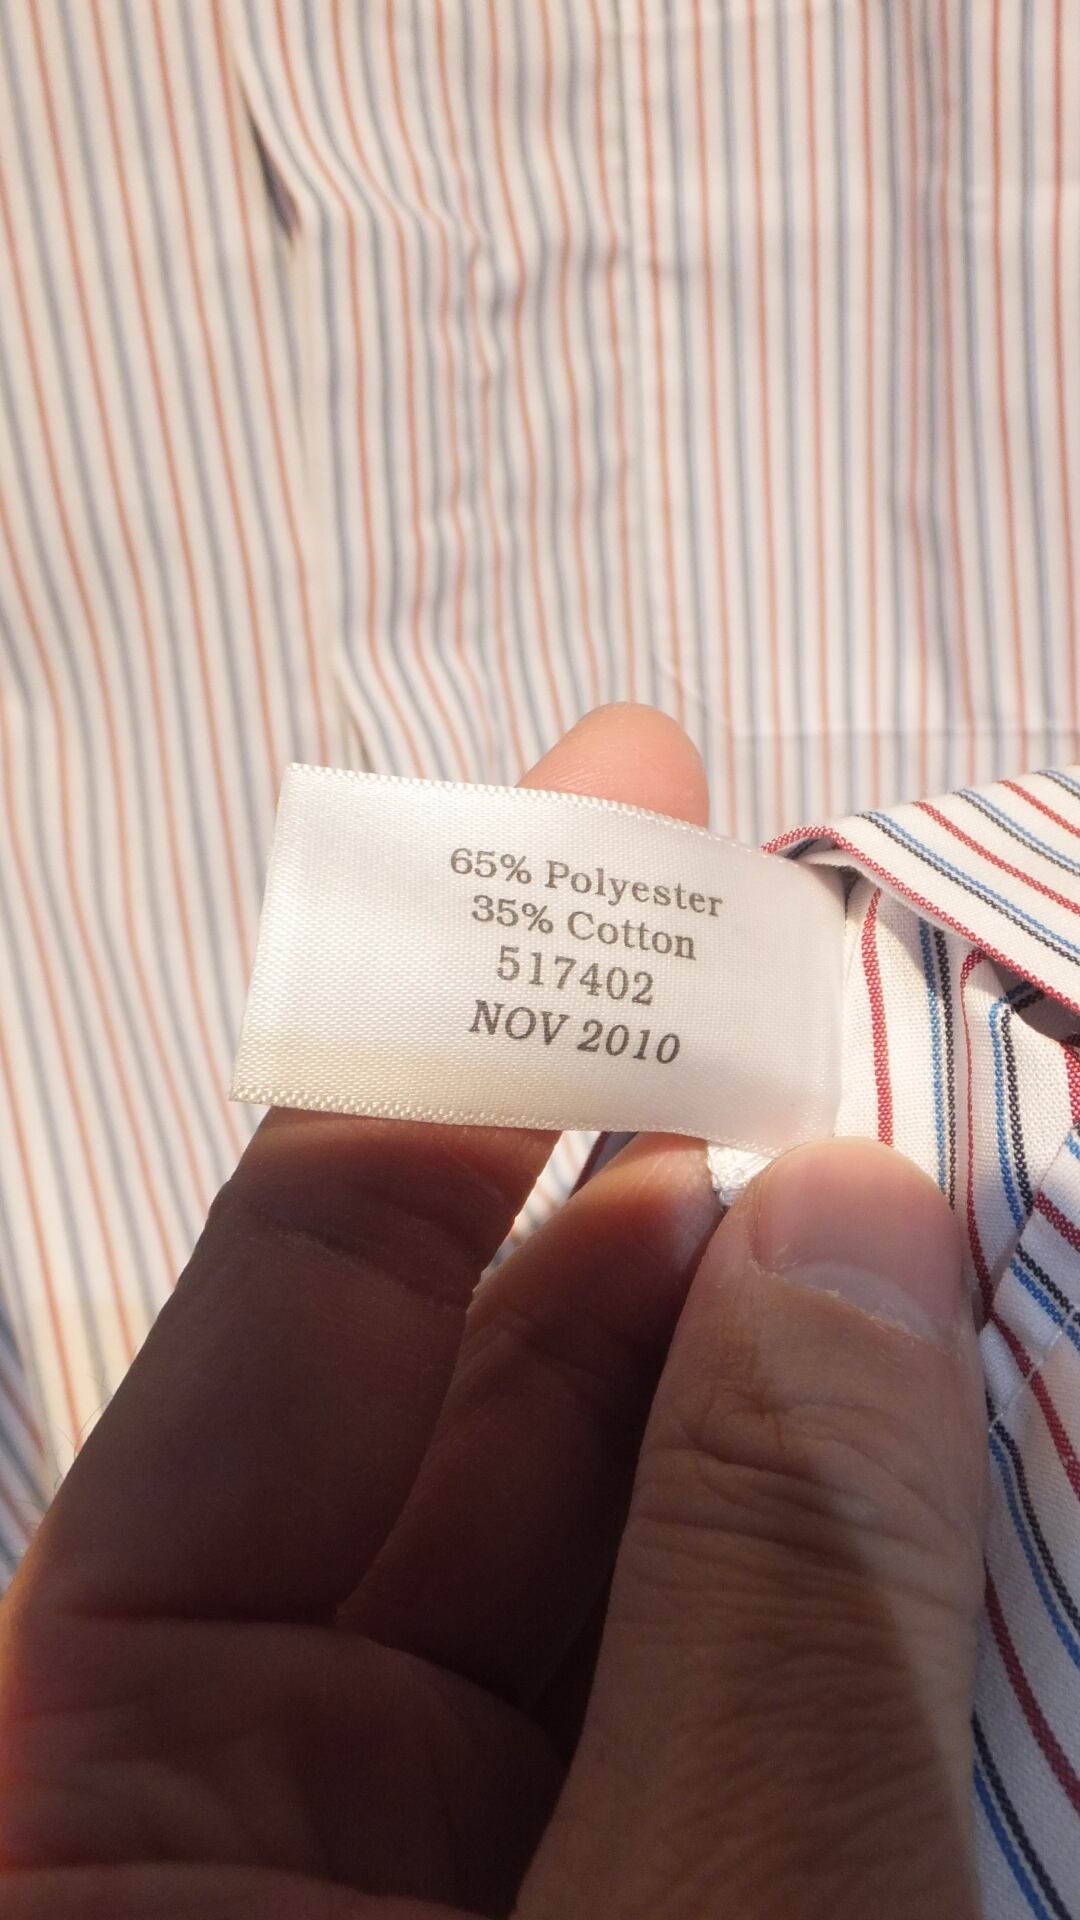 65% Polyester
35% Cotton
517402
NOV 2010